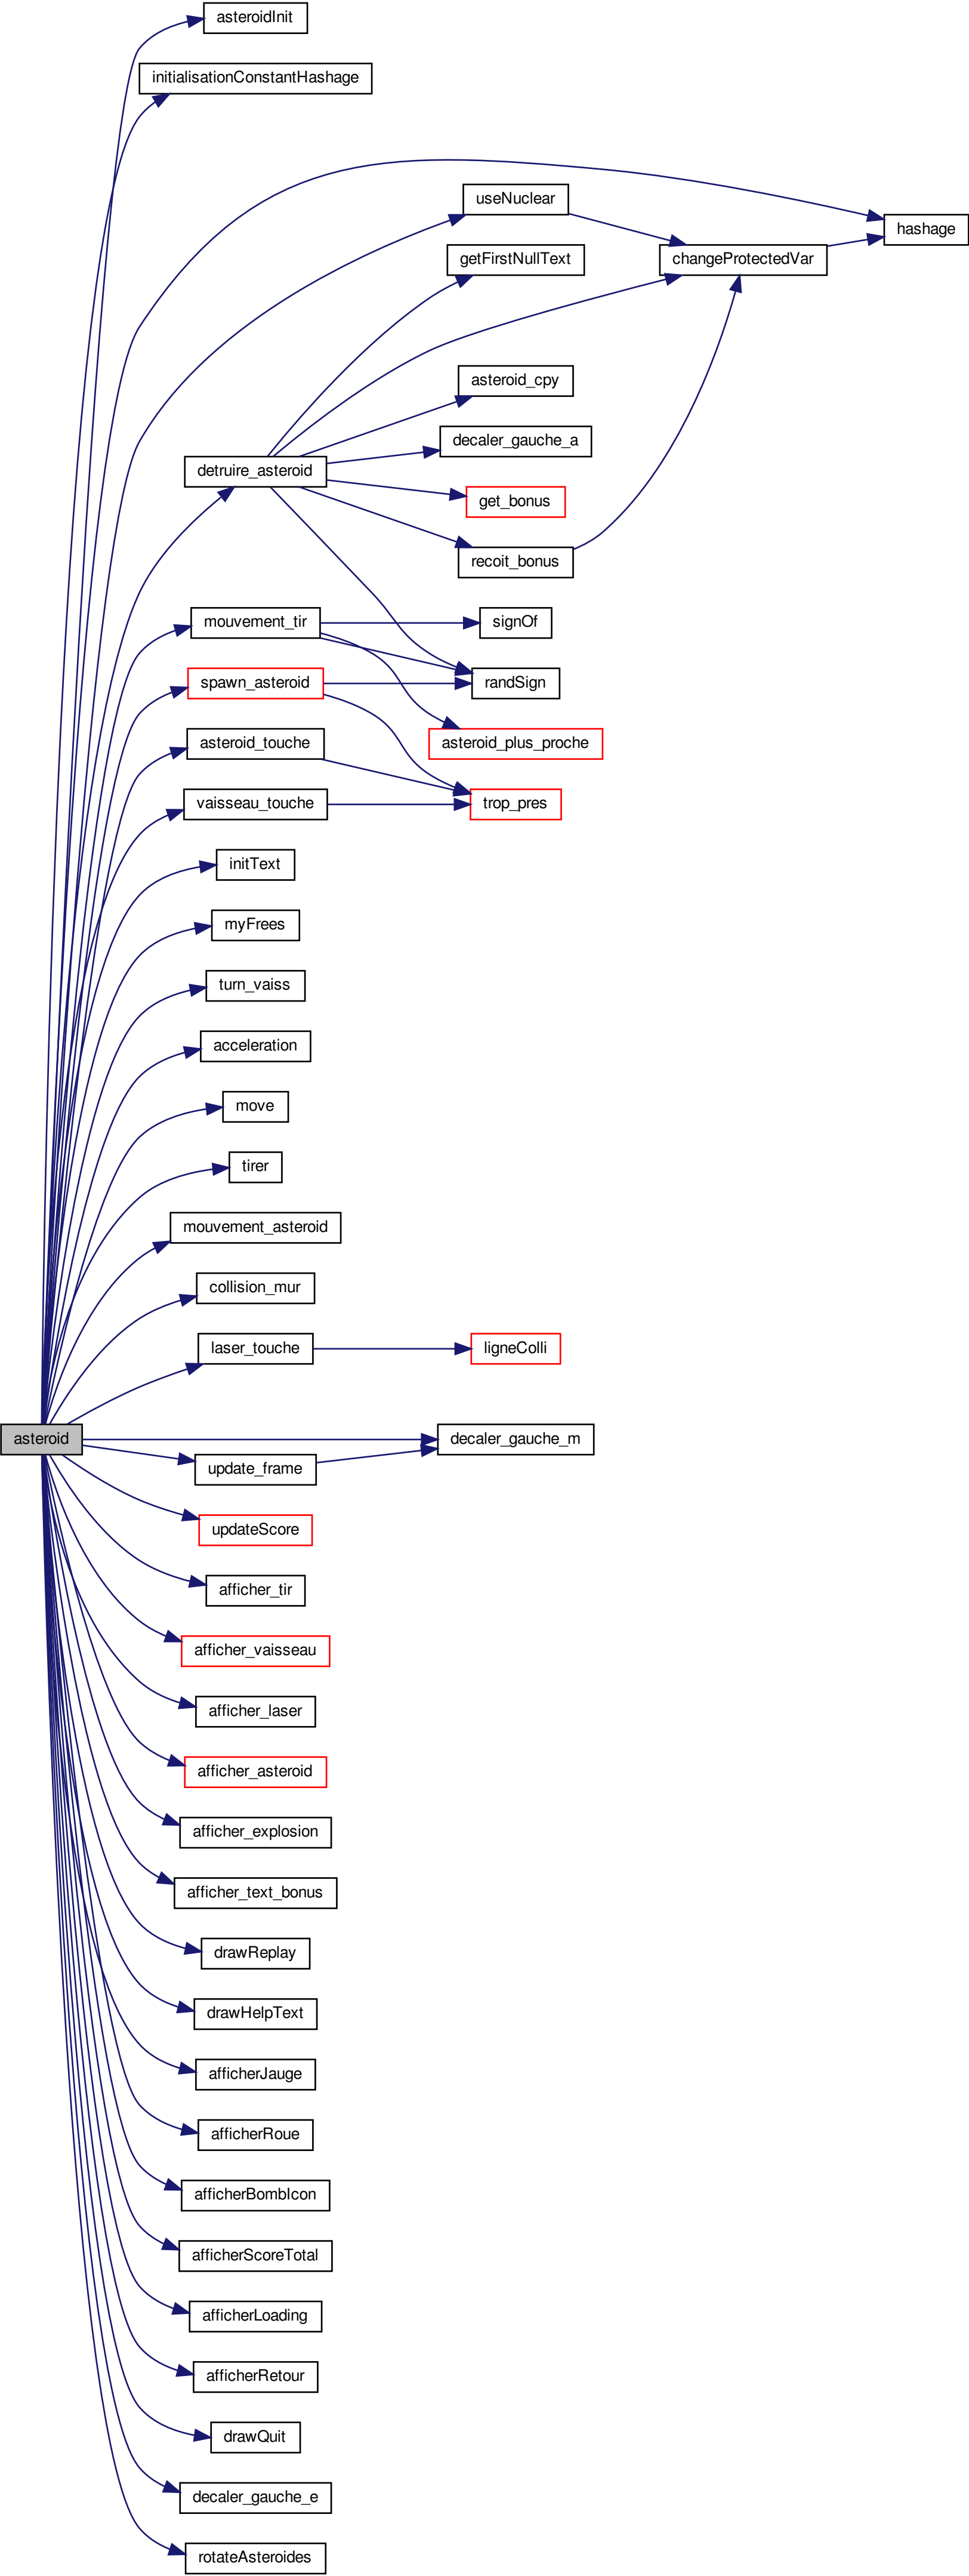 asteroidInit
initialisationConstantHashage
useNuclear
hashage
getFirstNullText
changeProtectedVar
asteroid_cpy
decaler_gauche_a
detruire_asteroid
get_bonus
recoit_bonus
mouvement_tir
signOf
spawn_asteroid
randSign
asteroid_touche
asteroid_plus_proche
vaisseau_touche
trop_pres
initText
myFrees
turn_vaiss
acceleration
move
tirer
mouvement_asteroid
collision_mur
laser_touche
ligneColli
asteroid
decaler_gauche_m
update_frame
updateScore
afficher_tir
afficher_vaisseau
afficher_laser
afficher_asteroid
afficher_explosion
afficher_text_bonus
drawReplay
drawHelpText
afficherJauge
afficherRoue
afficherBombIcon
afficherScoreTotal
afficherLoading
afficherRetour
drawQuit
decaler_gauche_e
rotateAsteroides